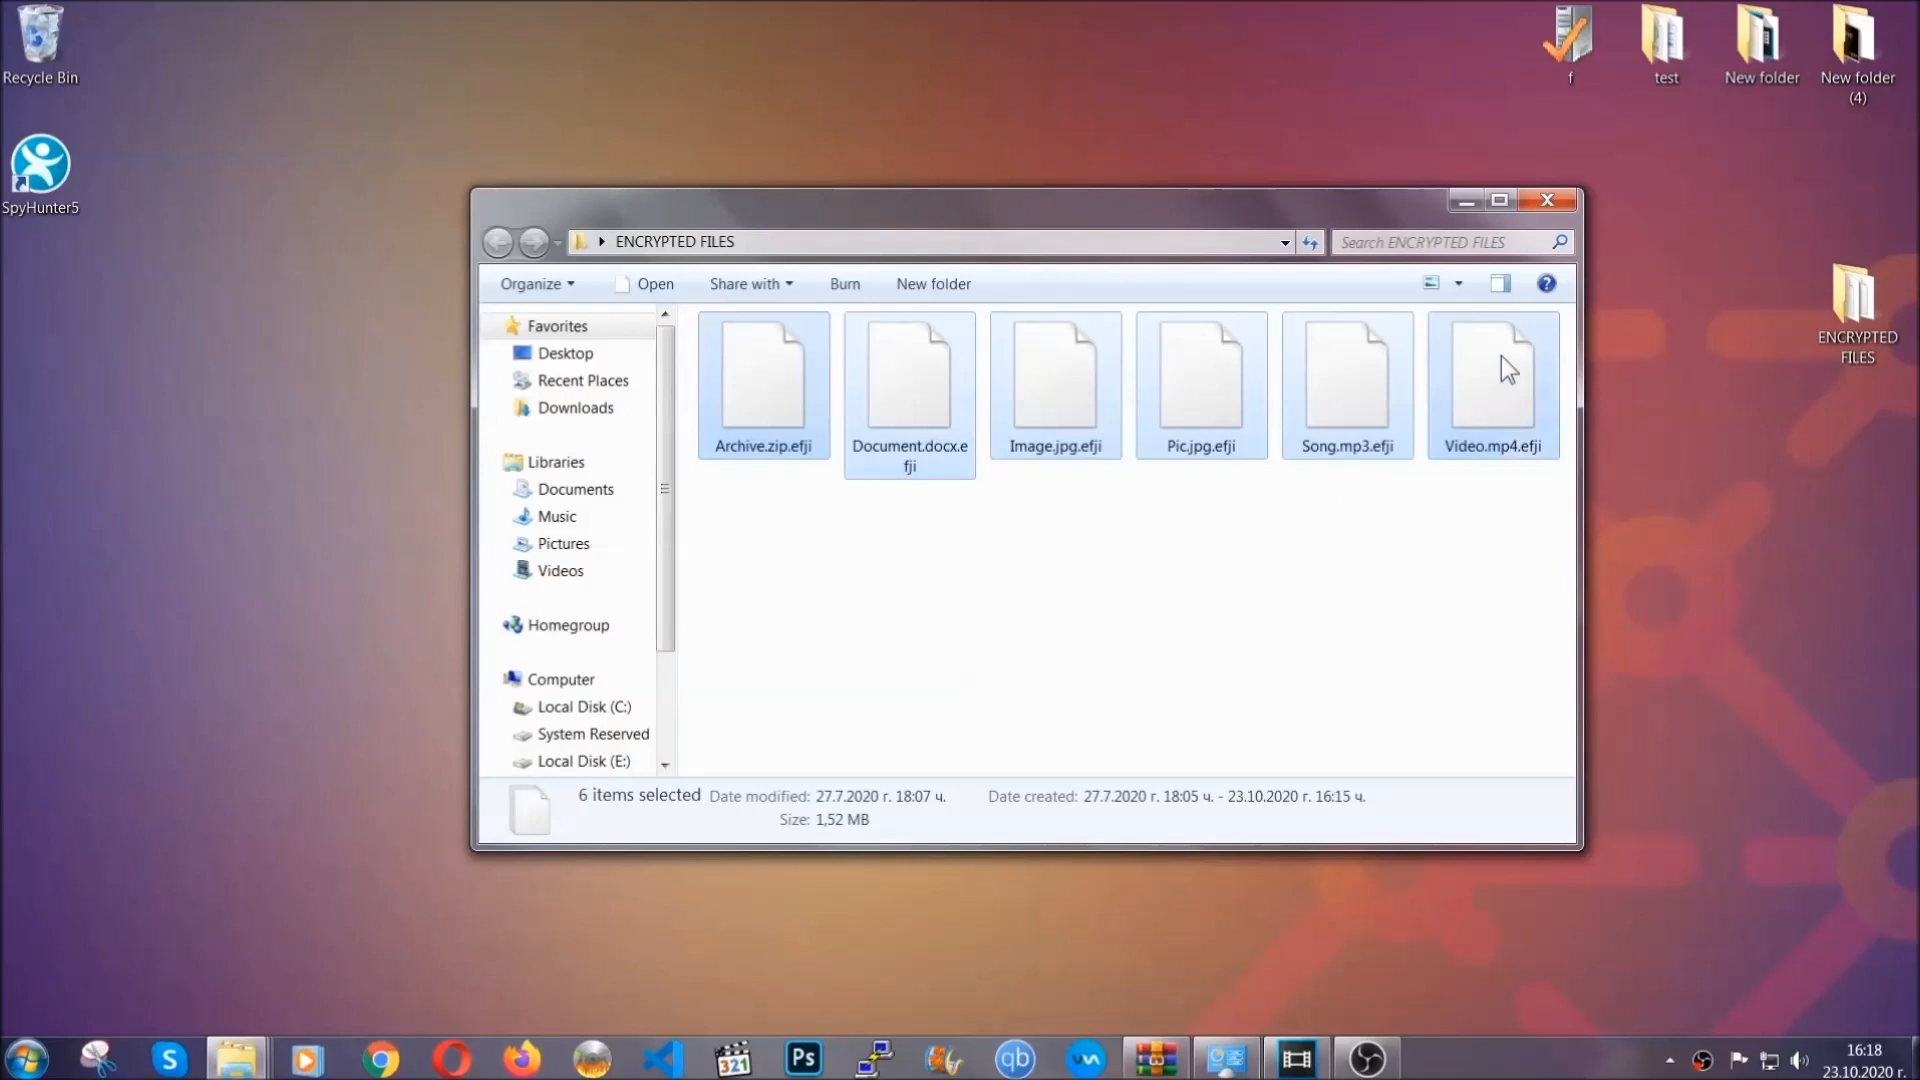 Recycle Bin
SpyHunter5
f
test
New folder
New folder
(4)
ENCRYPTED
FILES
ENCRYPTED FILES
Search ENCRYPTED FILES
Organize
Open
Share with
Burn
New folder
Favorites
Desktop
Recent Places
Downloads
Libraries
Documents
Music
Pictures
Videos
Homegroup
Computer
Local Disk (C:)
System Reserved
Local Disk (E:)
Archive.zip.efji
Document.docx.e
fji
Image.jpg.efji
Pic.jpg.efji
Song.mp3.efji
Video.mp4.efji
6 items selected Date modified: 27.7.2020 г. 18:07 ч. Date created: 27.7.2020 г. 18:05 ч. - 23.10.2020 г. 16:15 ч.
Size: 1,52 MB
S
321
Ps
qb
16:18
23.10.2020 г.